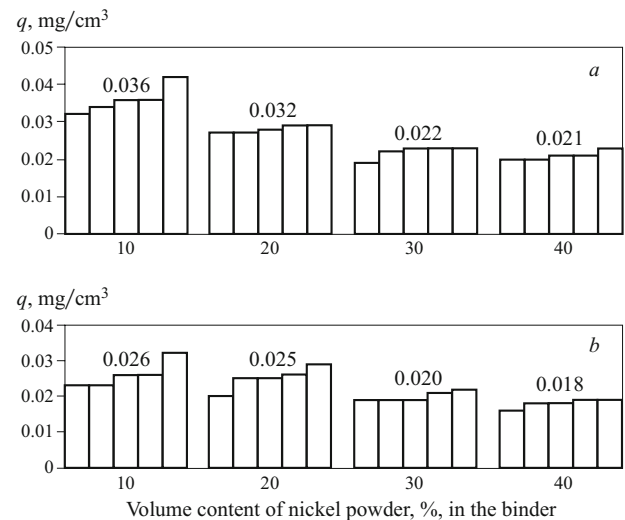 q, mg/cm³
0.05
0.04
0.03
0.02
0.01
0
0.036
0.032
0.022
0.021
a
10 20 30 40
q, mg/cm³
0.04
0.03
0.02
0.01
0
0.026
0.025
0.020
0.018
b
10 20 30 40
Volume content of nickel powder, %, in the binder